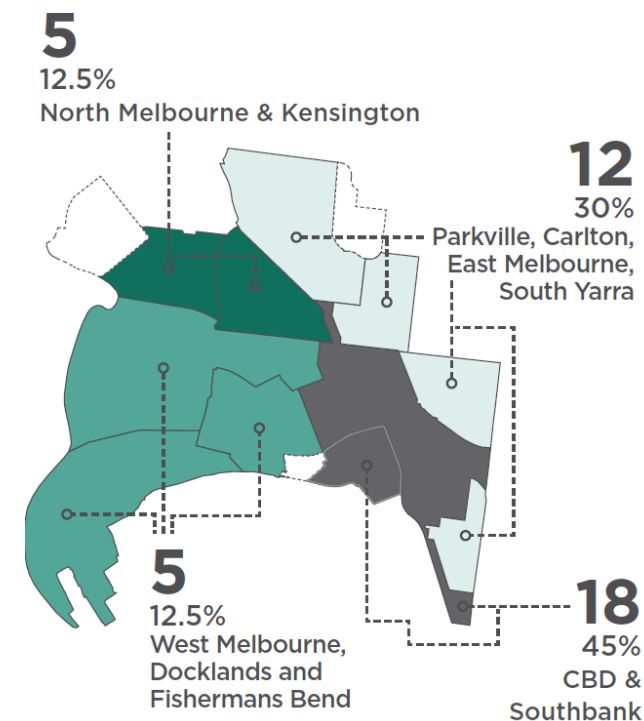 5
12.5%
North Melbourne & Kensington
12
30%
Parkville, Carlton,
East Melbourne,
South Yarra
5
12.5%
West Melbourne,
Docklands and
Fishermans Bend
18
45%
CBD &
Southbank